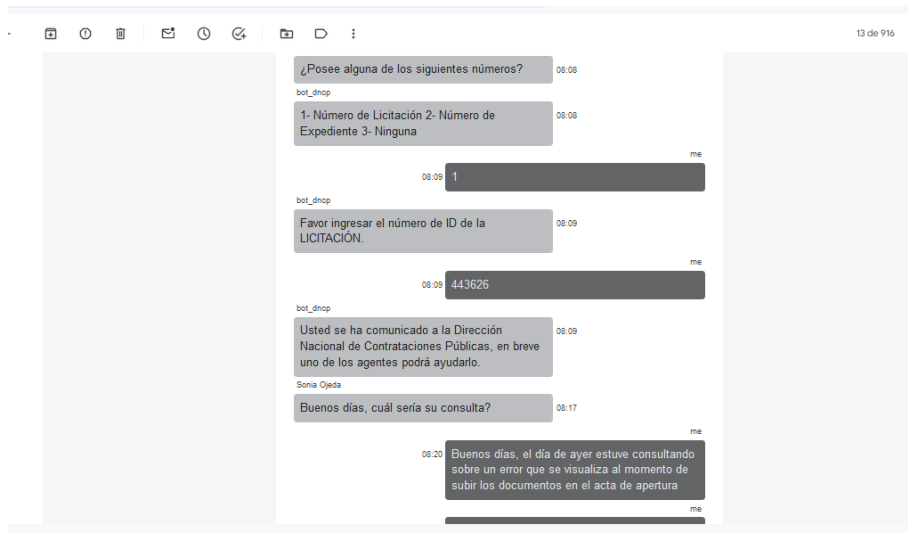 13 de 916
¿Posee alguna de los siguientes números?
08:08
bot_dncp
1- Número de Licitación 2- Número de
Expediente 3- Ninguna
08:08
me
08:09
1
bot_dncp
Favor ingresar el número de ID de la
LICITACIÓN.
08:09
me
08:09
443626
bot_dncp
Usted se ha comunicado a la Dirección
Nacional de Contrataciones Públicas, en breve
uno de los agentes podrá ayudarlo.
08:09
Sonia Ojeda
Buenos días, cuál sería su consulta?
08:17
me
08:20
Buenos días, el día de ayer estuve consultando
sobre un error que se visualiza al momento de
subir los documentos en el acta de apertura
me